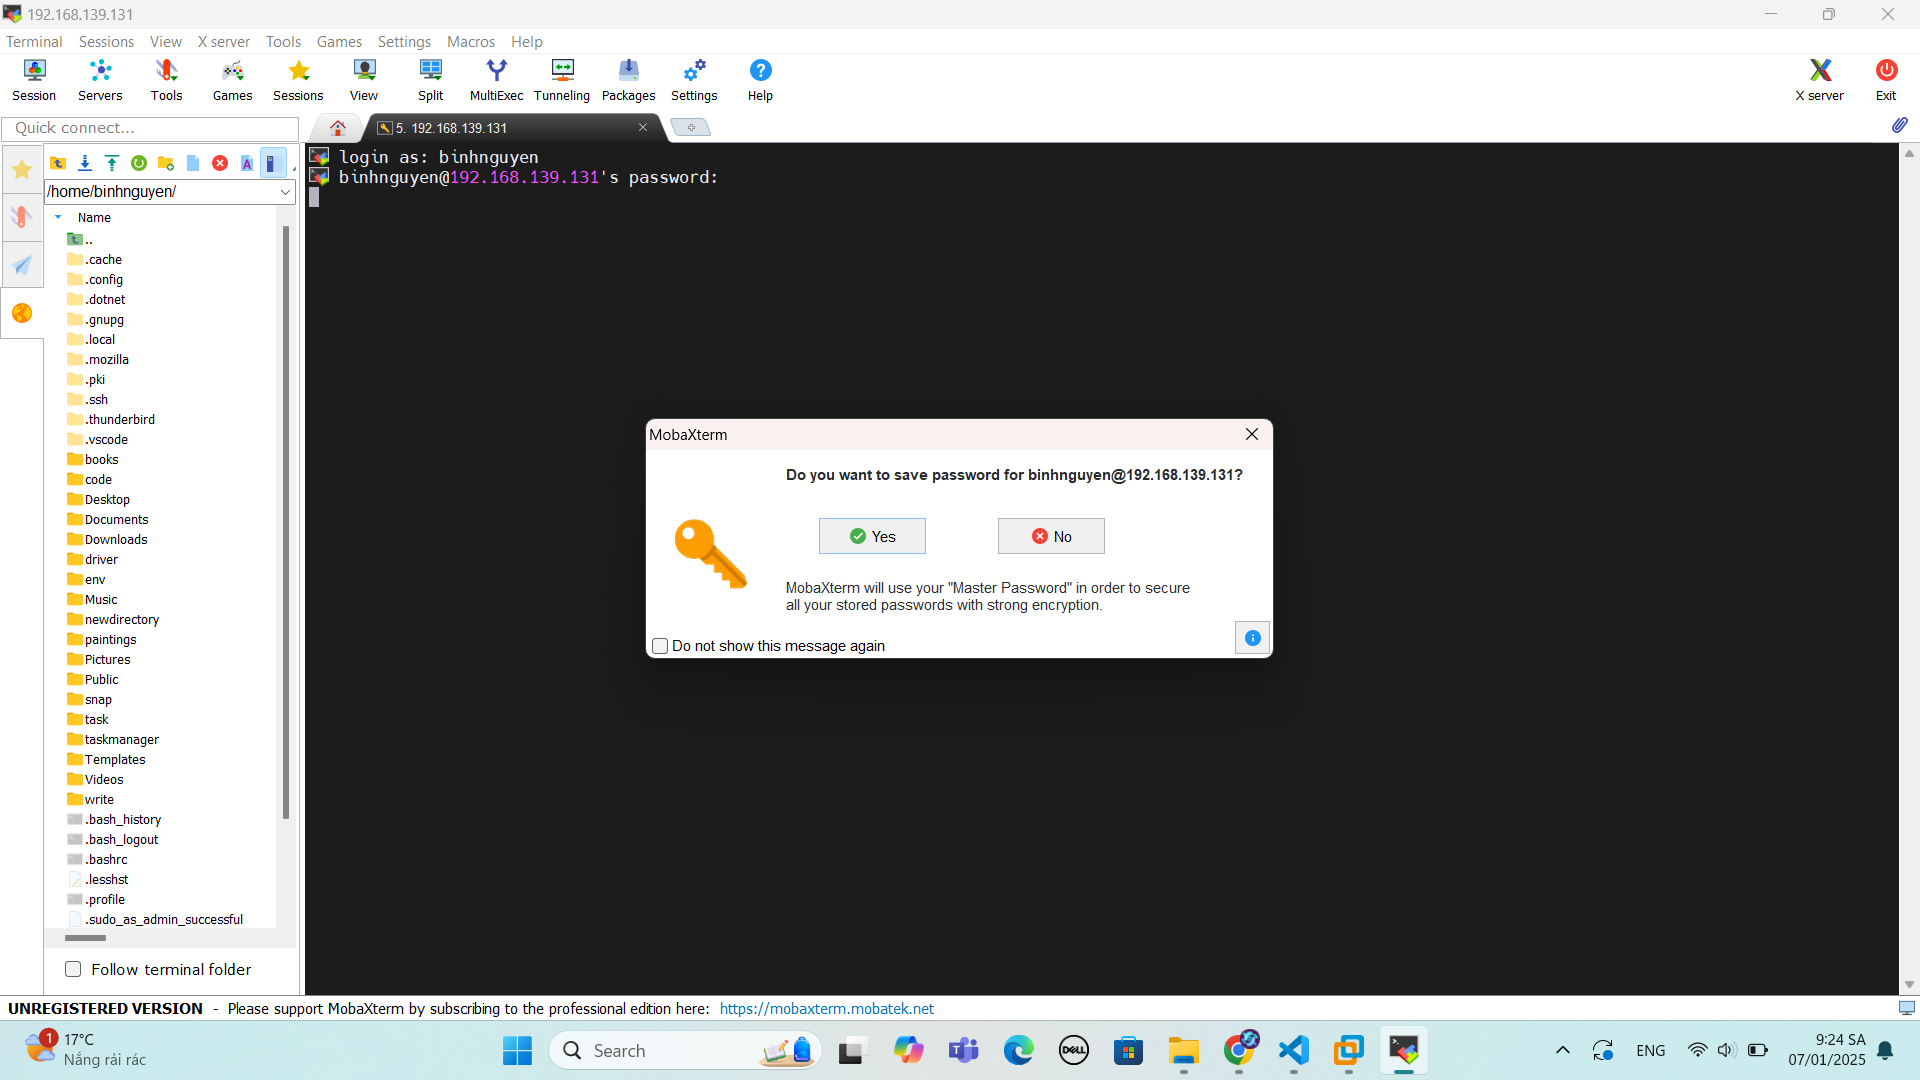 192.168.139.131
Terminal Sessions View X server Tools Games Settings Macros Help
Session Servers Tools Games Sessions View Split MultiExec Tunneling Packages Settings Help X server Exit
Quick connect...
5. 192.168.139.131
login as: binhnguyen
binhnguyen@192.168.139.131's password:
/home/binhnguyen/
Name
..
.cache
.config
.dotnet
.gnupg
.local
.mozilla
.pki
.ssh
.thunderbird
.vscode
books
code
Desktop
Documents
Downloads
driver
env
Music
newdirectory
paintings
Pictures
Public
snap
task
taskmanager
Templates
Videos
write
.bash_history
.bash_logout
.bashrc
.lesshst
.profile
.sudo_as_admin_successful
Follow terminal folder
MobaXterm
Do you want to save password for binhnguyen@192.168.139.131?
Yes No
MobaXterm will use your "Master Password" in order to secure
all your stored passwords with strong encryption.
Do not show this message again
UNREGISTERED VERSION - Please support MobaXterm by subscribing to the professional edition here: https://mobaxterm.mobatek.net
1
17°C
Nắng rải rác
Search
DELL
ENG
9:24 SA
07/01/2025